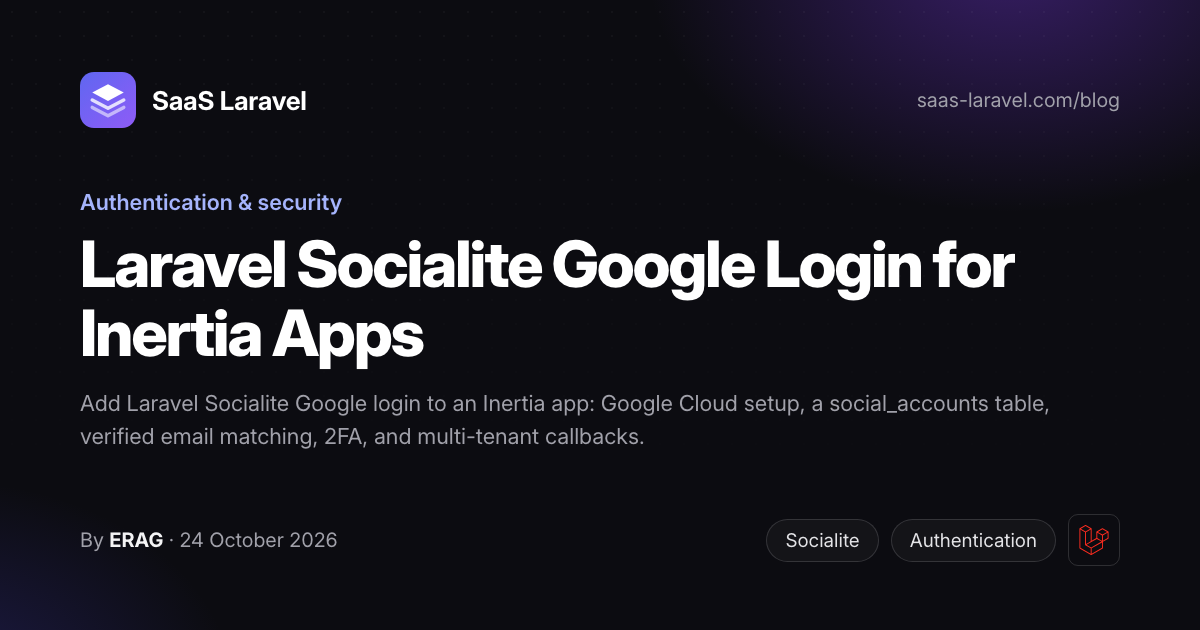 SaaS Laravel
saas-laravel.com/blog
Authentication & security
Laravel Socialite Google Login for
Inertia Apps
Add Laravel Socialite Google login to an Inertia app: Google Cloud setup, a social_accounts table,
verified email matching, 2FA, and multi-tenant callbacks.
By ERAG · 24 October 2026
Socialite
Authentication